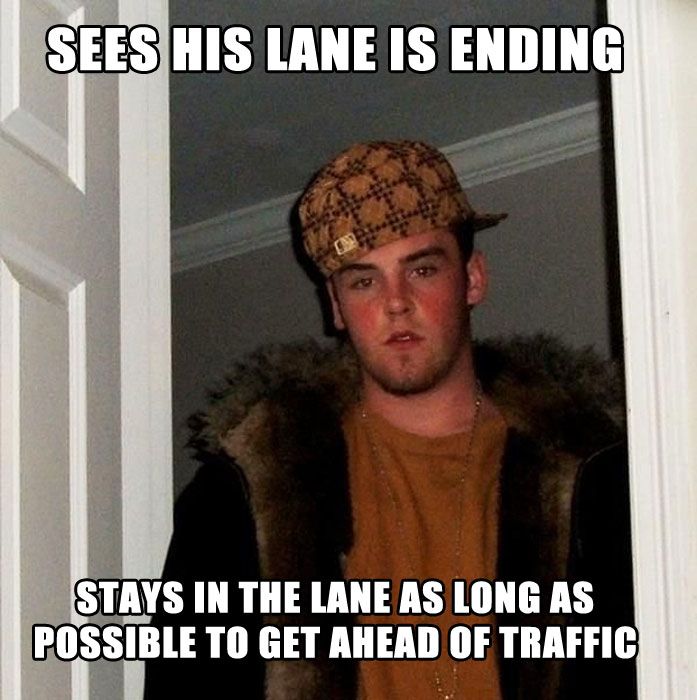 SEES HIS LANE IS ENDING
STAYS IN THE LANE AS LONG AS
POSSIBLE TO GET AHEAD OF TRAFFIC